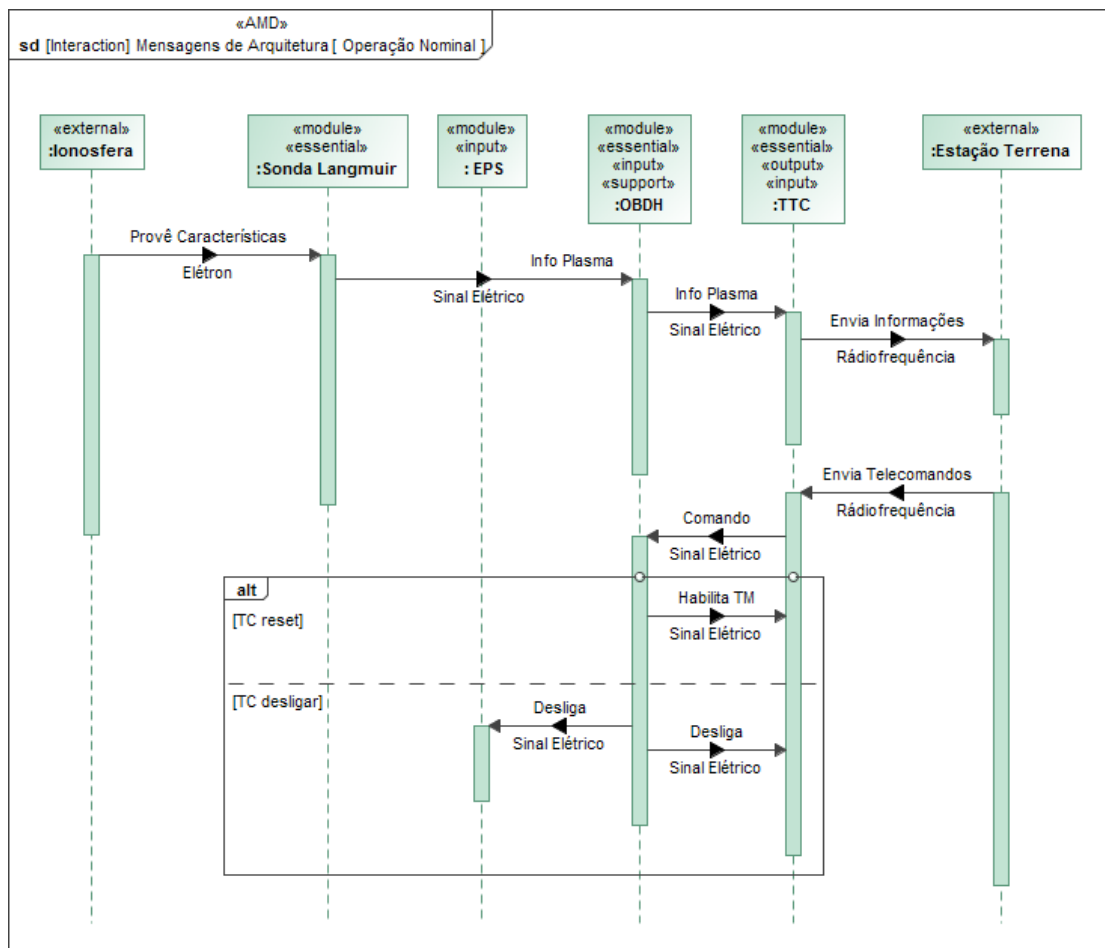 «AMD»
sd [Interaction] Mensagens de Arquitetura [ Operação Nominal ]
«external»
:Ionosfera
«module»
«essential»
:Sonda Langmuir
«module»
«input»
: EPS
«module»
«essential»
«input»
«support»
:OBDH
«module»
«essential»
«output»
«input»
:TTC
«external»
:Estação Terrena
Provê Características
Elétron
Info Plasma
Sinal Elétrico
Info Plasma
Sinal Elétrico
Envia Informações
Rádiofrequência
Envia Telecomandos
Rádiofrequência
Comando
Sinal Elétrico
alt
[TC reset]
Habilita TM
Sinal Elétrico
[TC desligar]
Desliga
Sinal Elétrico
Desliga
Sinal Elétrico